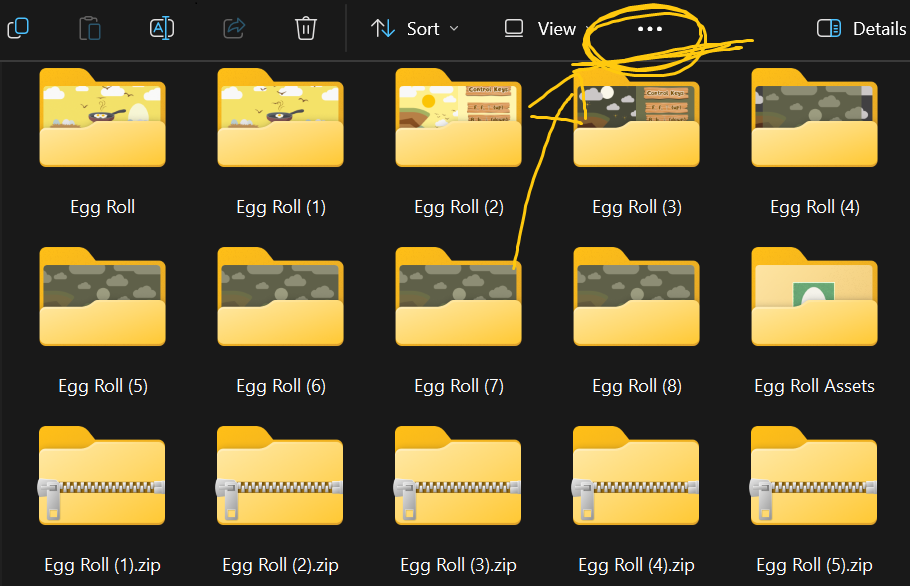 Sort View ... Details
Control Keys
Control Keys
Egg Roll Egg Roll (1) Egg Roll (2) Egg Roll (3) Egg Roll (4)
Egg Roll (5) Egg Roll (6) Egg Roll (7) Egg Roll (8) Egg Roll Assets
Egg Roll (1).zip Egg Roll (2).zip Egg Roll (3).zip Egg Roll (4).zip Egg Roll (5).zip